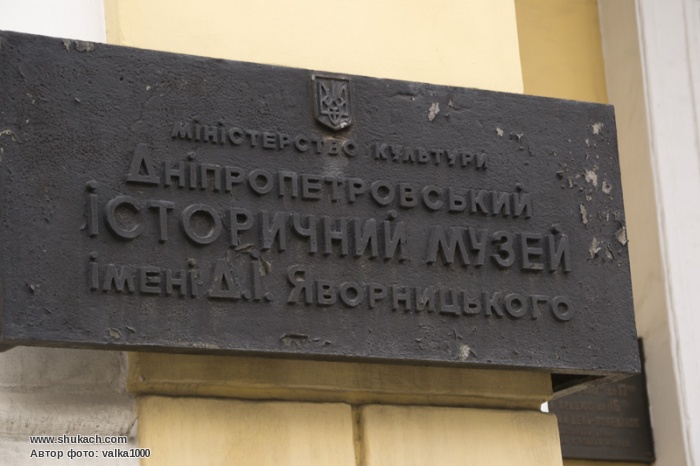 Міністерство культури
Дніпропетровський
історичний музей
імені Д.І. Яворницького
www.shukach.com
Автор фото: valka1000